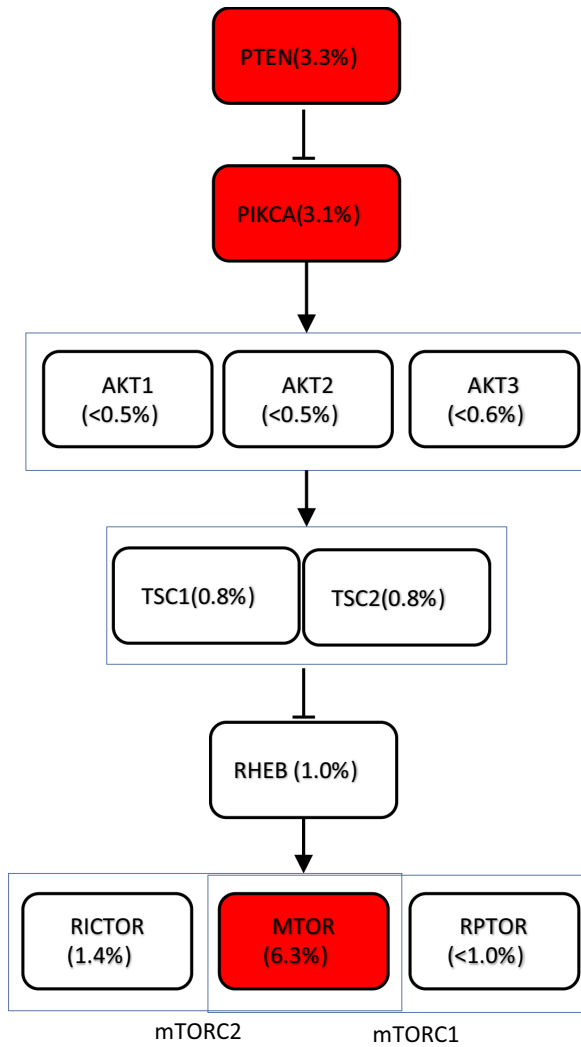 PTEN(3.3%)
PIKCA(3.1%)
AKT1
(<0.5%)
AKT2
(<0.5%)
AKT3
(<0.6%)
TSC1(0.8%)
TSC2(0.8%)
RHEB (1.0%)
RICTOR
(1.4%)
MTOR
(6.3%)
RPTOR
(<1.0%)
mTORC2
mTORC1